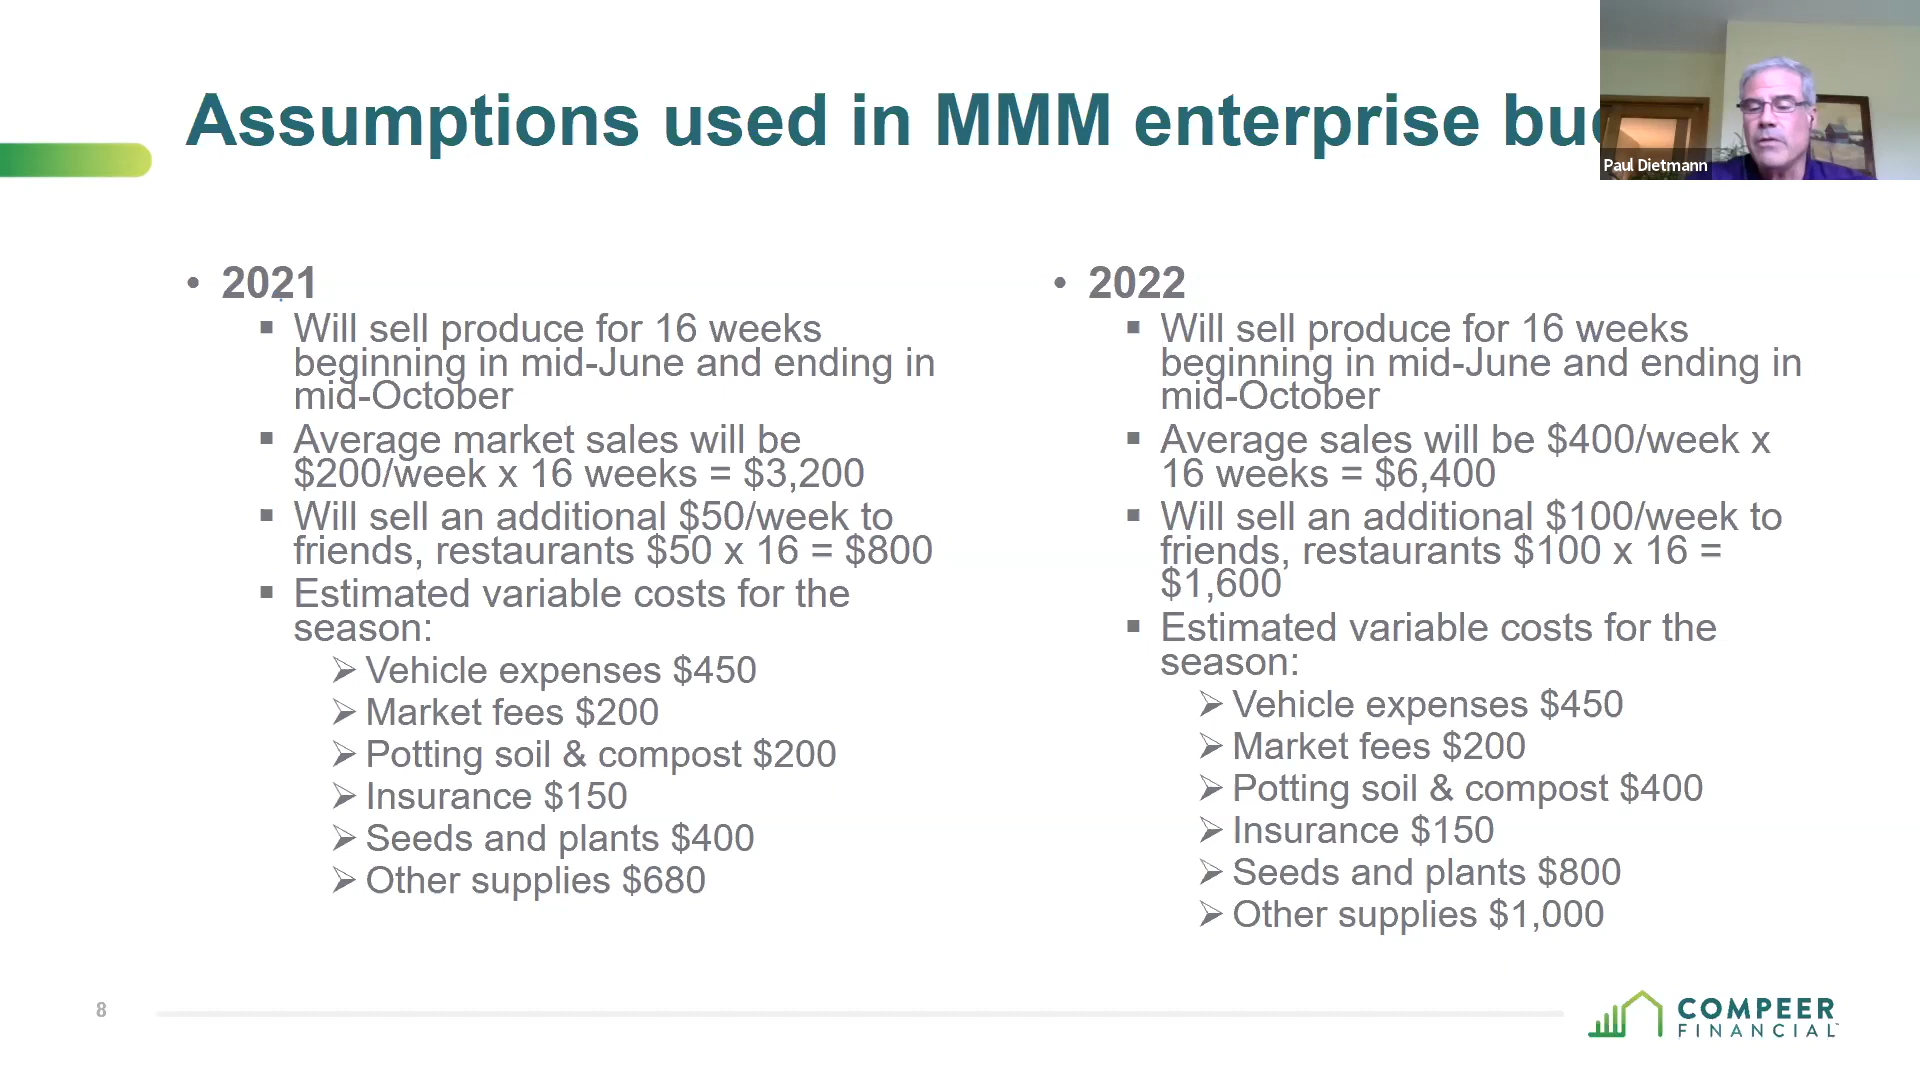 Assumptions used in MMM enterprise
Paul Dietmann
• 2021
▪ Will sell produce for 16 weeks
beginning in mid-June and ending in
mid-October
▪ Average market sales will be
$200/week x 16 weeks = $3,200
▪ Will sell an additional $50/week to
friends, restaurants $50 x 16 = $800
▪ Estimated variable costs for the
season:
➢ Vehicle expenses $450
➢ Market fees $200
➢ Potting soil & compost $200
➢ Insurance $150
➢ Seeds and plants $400
➢ Other supplies $680
• 2022
▪ Will sell produce for 16 weeks
beginning in mid-June and ending in
mid-October
▪ Average sales will be $400/week x
16 weeks = $6,400
▪ Will sell an additional $100/week to
friends, restaurants $100 x 16 =
$1,600
▪ Estimated variable costs for the
season:
➢ Vehicle expenses $450
➢ Market fees $200
➢ Potting soil & compost $400
➢ Insurance $150
➢ Seeds and plants $800
➢ Other supplies $1,000
8
COMPEER
FINANCIAL